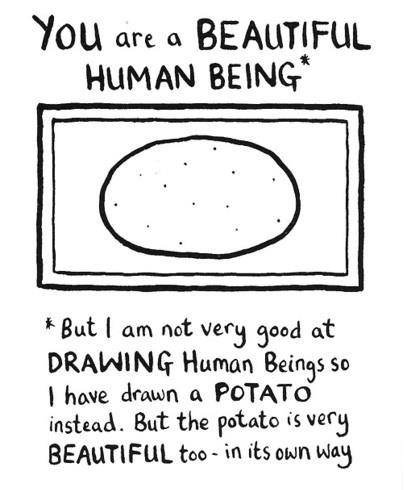 YOU are a BEAUTIFUL
HUMAN BEING*
* But I am not very good at
DRAWING Human Beings so
I have drawn a POTATO
instead. But the potato is very
BEAUTIFUL too - in its own way